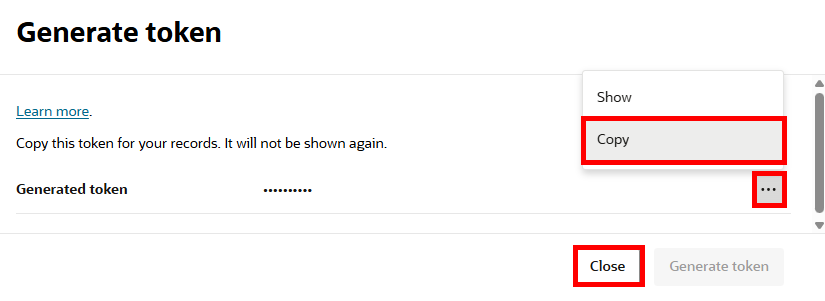 Generate token
Learn more.
Show
Copy this token for your records. It will not be shown again.
Copy
Generated token ••••••••••
•••
Close
Generate token